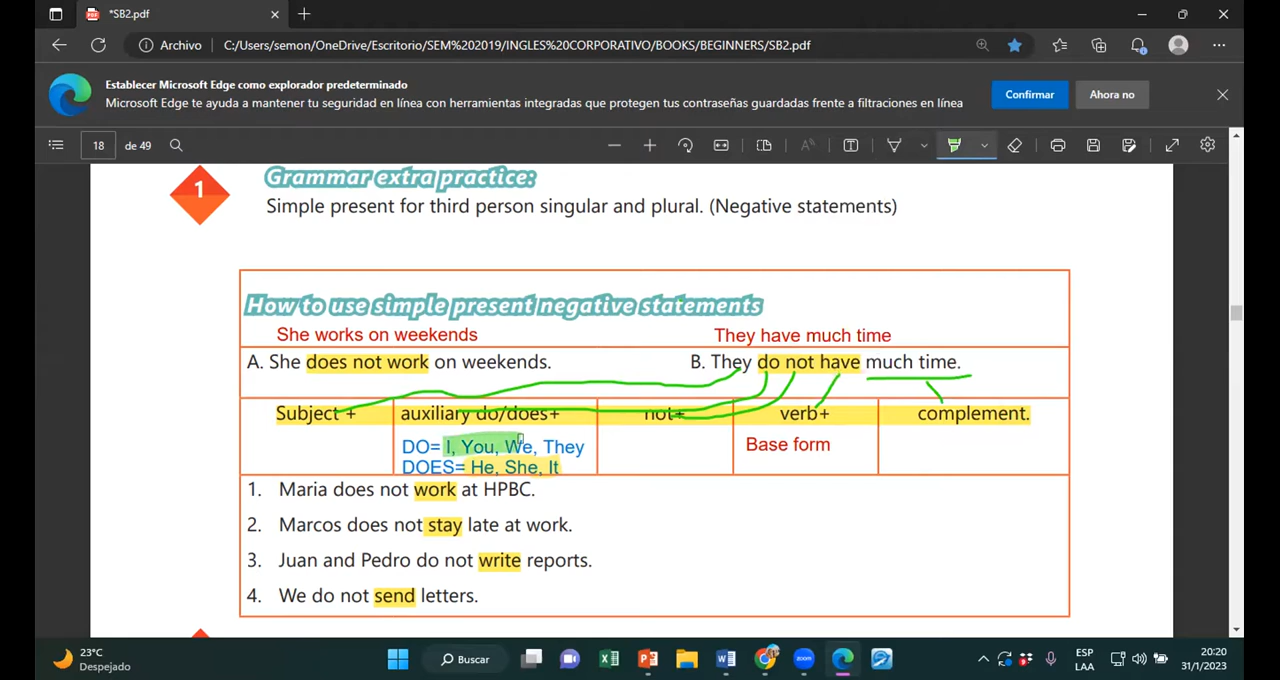 *SB2.pdf
Archivo
C:/Users/semon/OneDrive/Escritorio/SEM%202019/INGLES%20CORPORATIVO/BOOKS/BEGINNERS/SB2.pdf
Establecer Microsoft Edge como explorador predeterminado
Microsoft Edge te ayuda a mantener tu seguridad en línea con herramientas integradas que protegen tus contraseñas guardadas frente a filtraciones en línea
Confirmar
Ahora no
18 de 49
1
Grammar extra practice:
Simple present for third person singular and plural. (Negative statements)
How to use simple present negative statements
She works on weekends They have much time
A. She does not work on weekends. B. They do not have much time.
Subject + auxiliary do/does+ not+ verb+ complement.
DO= I, You, We, They Base form
DOES= He, She, It
1. Maria does not work at HPBC.
2. Marcos does not stay late at work.
3. Juan and Pedro do not write reports.
4. We do not send letters.
23°C
Despejado
Buscar
ESP
LAA
20:20
31/1/2023